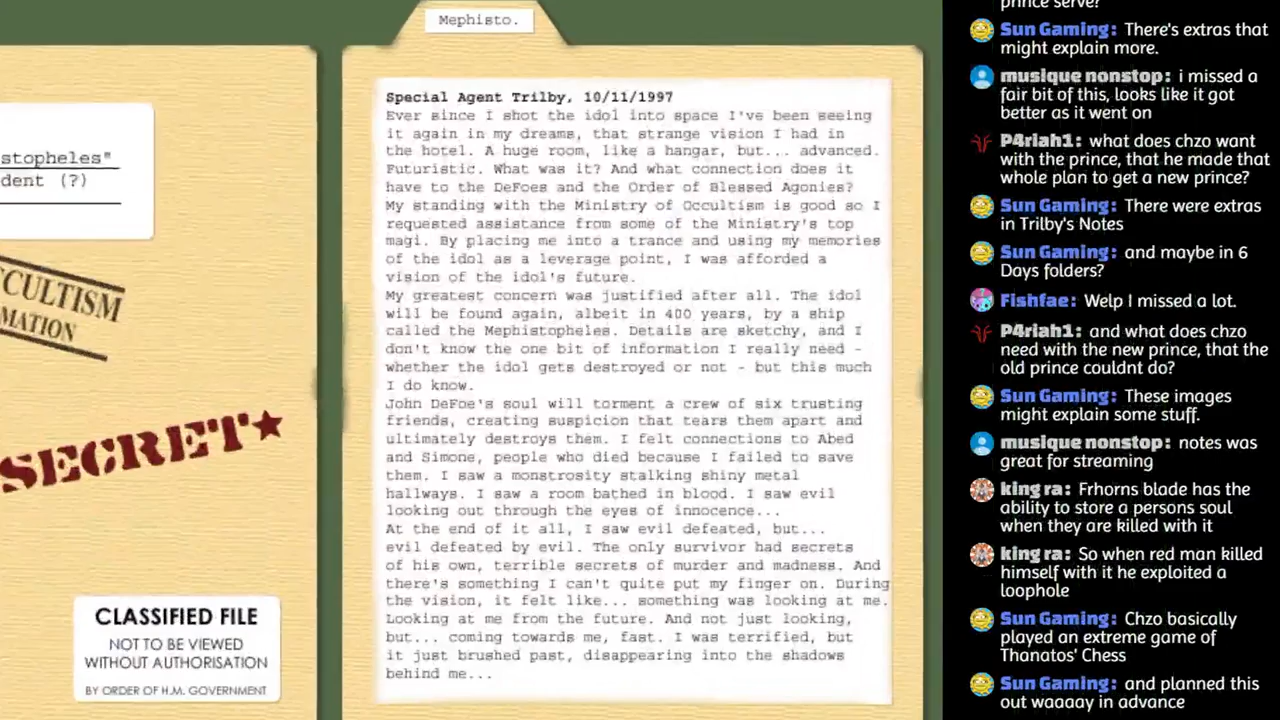 Mephisto.
stopheles"
dent (?)
CULTISM
MATION
SECRET
CLASSIFIED FILE
NOT TO BE VIEWED
WITHOUT AUTHORISATION
BY ORDER OF H.M. GOVERNMENT
Special Agent Trilby, 10/11/1997
Ever since I shot the idol into space I've been seeing
it again in my dreams, that strange vision I had in
the hotel. A huge room, like a hangar, but... advanced.
Futuristic. What was it? And what connection does it
have to the DeFoes and the Order of Blessed Agonies?
My standing with the Ministry of Occultism is good so I
requested assistance from some of the Ministry's top
magi. By placing me into a trance and using my memories
of the idol as a leverage point, I was afforded a
vision of the idol's future.
My greatest concern was justified after all. The idol
will be found again, albeit in 400 years, by a ship
called the Mephistopheles. Details are sketchy, and I
don't know the one bit of information I really need -
whether the idol gets destroyed or not - but this much
I do know.
John DeFoe's soul will torment a crew of six trusting
friends, creating suspicion that tears them apart and
ultimately destroys them. I felt connections to Abed
and Simone, people who died because I failed to save
them. I saw a monstrosity stalking shiny metal
hallways. I saw a room bathed in blood. I saw evil
looking out through the eyes of innocence...
At the end of it all, I saw evil defeated, but...
evil defeated by evil. The only survivor had secrets
of his own, terrible secrets of murder and madness. And
there's something I can't quite put my finger on. During
the vision, it felt like... something was looking at me.
Looking at me from the future. And not just looking,
but... coming towards me, fast. I was terrified, but
it just brushed past, disappearing into the shadows
behind me...
prince serve?
Sun Gaming: There's extras that
might explain more.
musique nonstop: i missed a
fair bit of this, looks like it got
better as it went on
P4riah1: what does chzo want
with the prince, that he made that
whole plan to get a new prince?
Sun Gaming: There were extras
in Trilby's Notes
Sun Gaming: and maybe in 6
Days folders?
Fishfae: Welp I missed a lot.
P4riah1: and what does chzo
need with the new prince, that the
old prince couldnt do?
Sun Gaming: These images
might explain some stuff.
musique nonstop: notes was
great for streaming
king ra: Frhorns blade has the
ability to store a persons soul
when they are killed with it
king ra: So when red man killed
himself with it he exploited a
loophole
Sun Gaming: Chzo basically
played an extreme game of
Thanatos' Chess
Sun Gaming: and planned this
out waaaay in advance